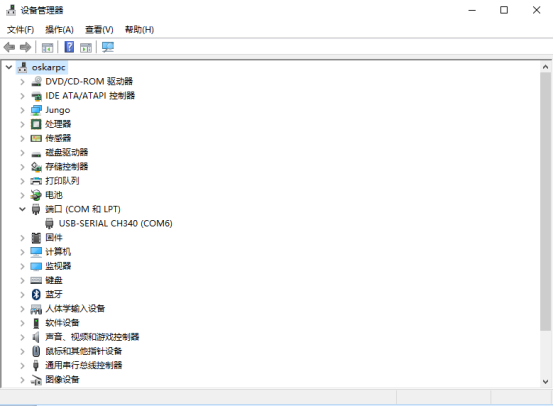 设备管理器
文件(F) 操作(A) 查看(V) 帮助(H)
oskarpc
DVD/CD-ROM 驱动器
IDE ATA/ATAPI 控制器
Jungo
处理器
传感器
磁盘驱动器
存储控制器
打印队列
电池
端口 (COM 和 LPT)
USB-SERIAL CH340 (COM6)
固件
计算机
监视器
键盘
蓝牙
人体学输入设备
软件设备
声音、视频和游戏控制器
鼠标和其他指针设备
通用串行总线控制器
图像设备